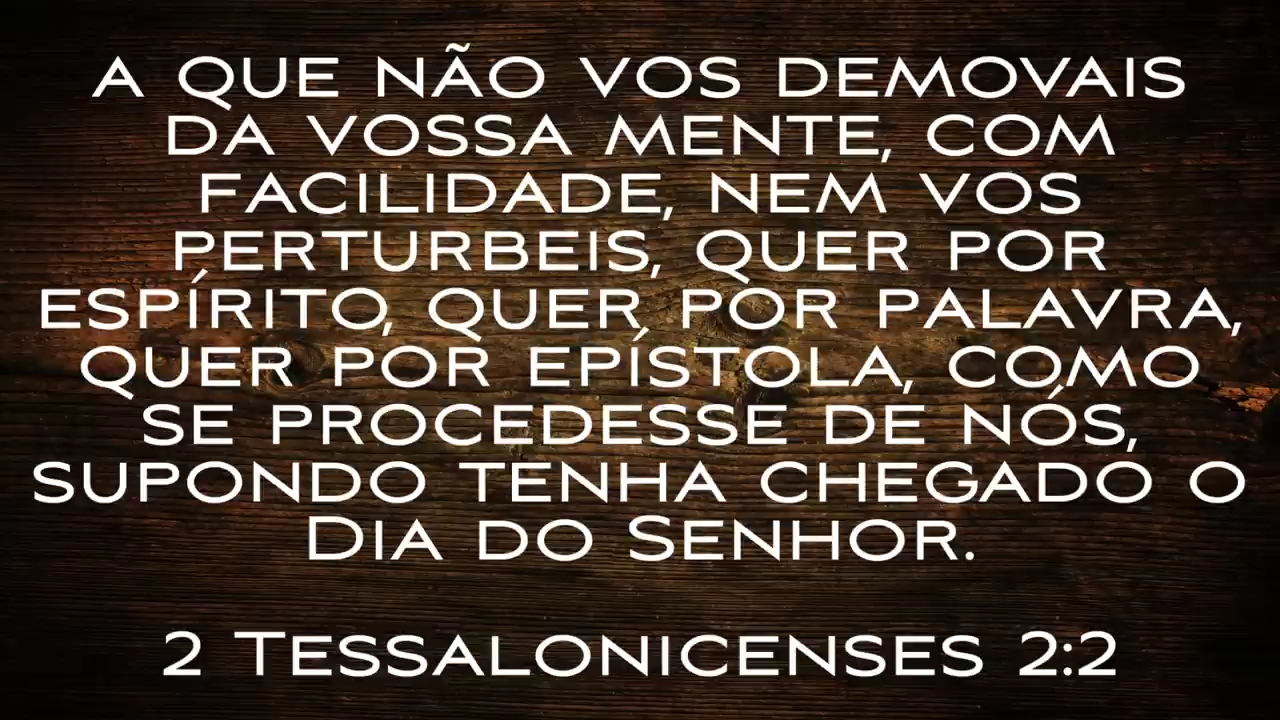 A QUE NÃO VOS DEMOVAIS
DA VOSSA MENTE, COM
FACILIDADE, NEM VOS
PERTURBEIS, QUER POR
ESPÍRITO, QUER POR PALAVRA,
QUER POR EPÍSTOLA, COMO
SE PROCEDESSE DE NÓS,
SUPONDO TENHA CHEGADO O
DIA DO SENHOR.
2 TESSALONICENSES 2:2